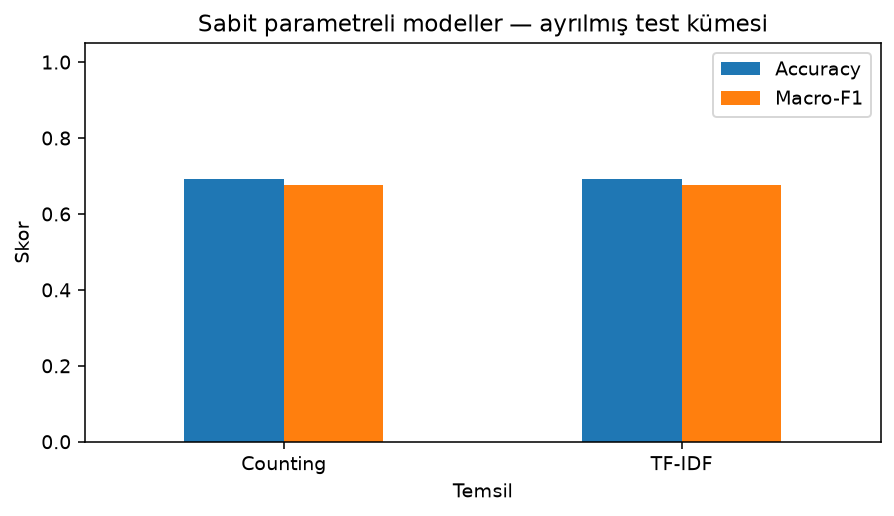 Sabit parametreli modeller — ayrılmış test kümesi
Accuracy
Macro-F1
1.0
0.8
0.6
0.4
0.2
0.0
Skor
Counting
TF-IDF
Temsil